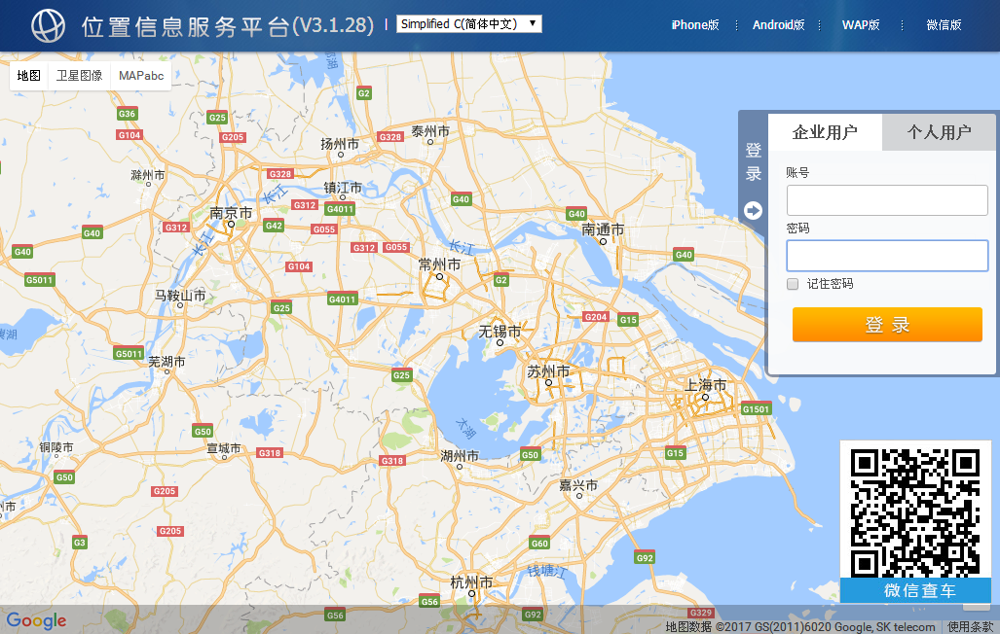 位置信息服务平台(V3.1.28)
Simplified C(简体中文)
iPhone版
Android版
WAP版
微信版
地图
卫星图像
MAPabc
G2
G36
G25
G104
G205
G328
泰州市
扬州市
滁州市
G328
镇江市
长江
G40
G312
G4011
南京市
G40
G312
G42
G055
南通市
G40
长江
G312
G055
长江
G40
G104
常州市
G40
G5011
G2
马鞍山市
G4011
G25
G204
G15
无锡市
G5011
芜湖市
苏州市
G25
上海市
G1501
太湖
G50
铜陵市
宣城市
G318
G318
湖州市
G50
G15
G50
G205
嘉兴市
G205
G3
G60
G92
钱塘江
杭州市
G56
G56
G92
G329
登录
企业用户
个人用户
账号
密码
记住密码
登 录
微信查车
Google
地图数据 ©2017 GS(2011)6020 Google, SK telecom
使用条款